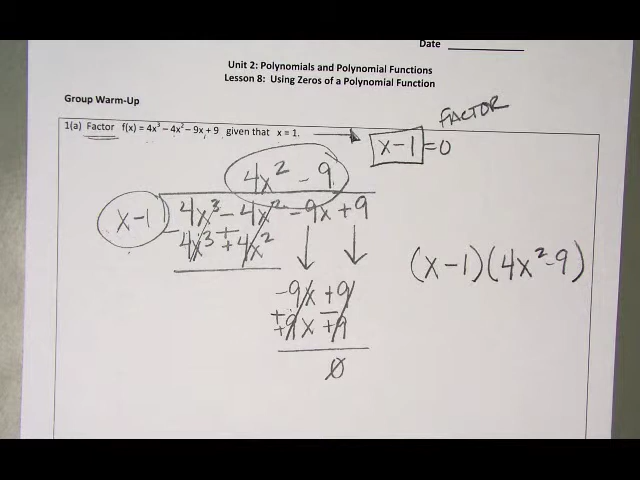 Date
Unit 2: Polynomials and Polynomial Functions
Lesson 8: Using Zeros of a Polynomial Function
Group Warm-Up
FACTOR
1(a) Factor f(x) = 4x³ − 4x² − 9x + 9 given that x = 1.
x−1 =0
4x² − 9
x−1 4x³ − 4x² − 9x + 9
− 4x³ + 4x²
(x−1)(4x²−9)
−9x +9
+9x +9
0